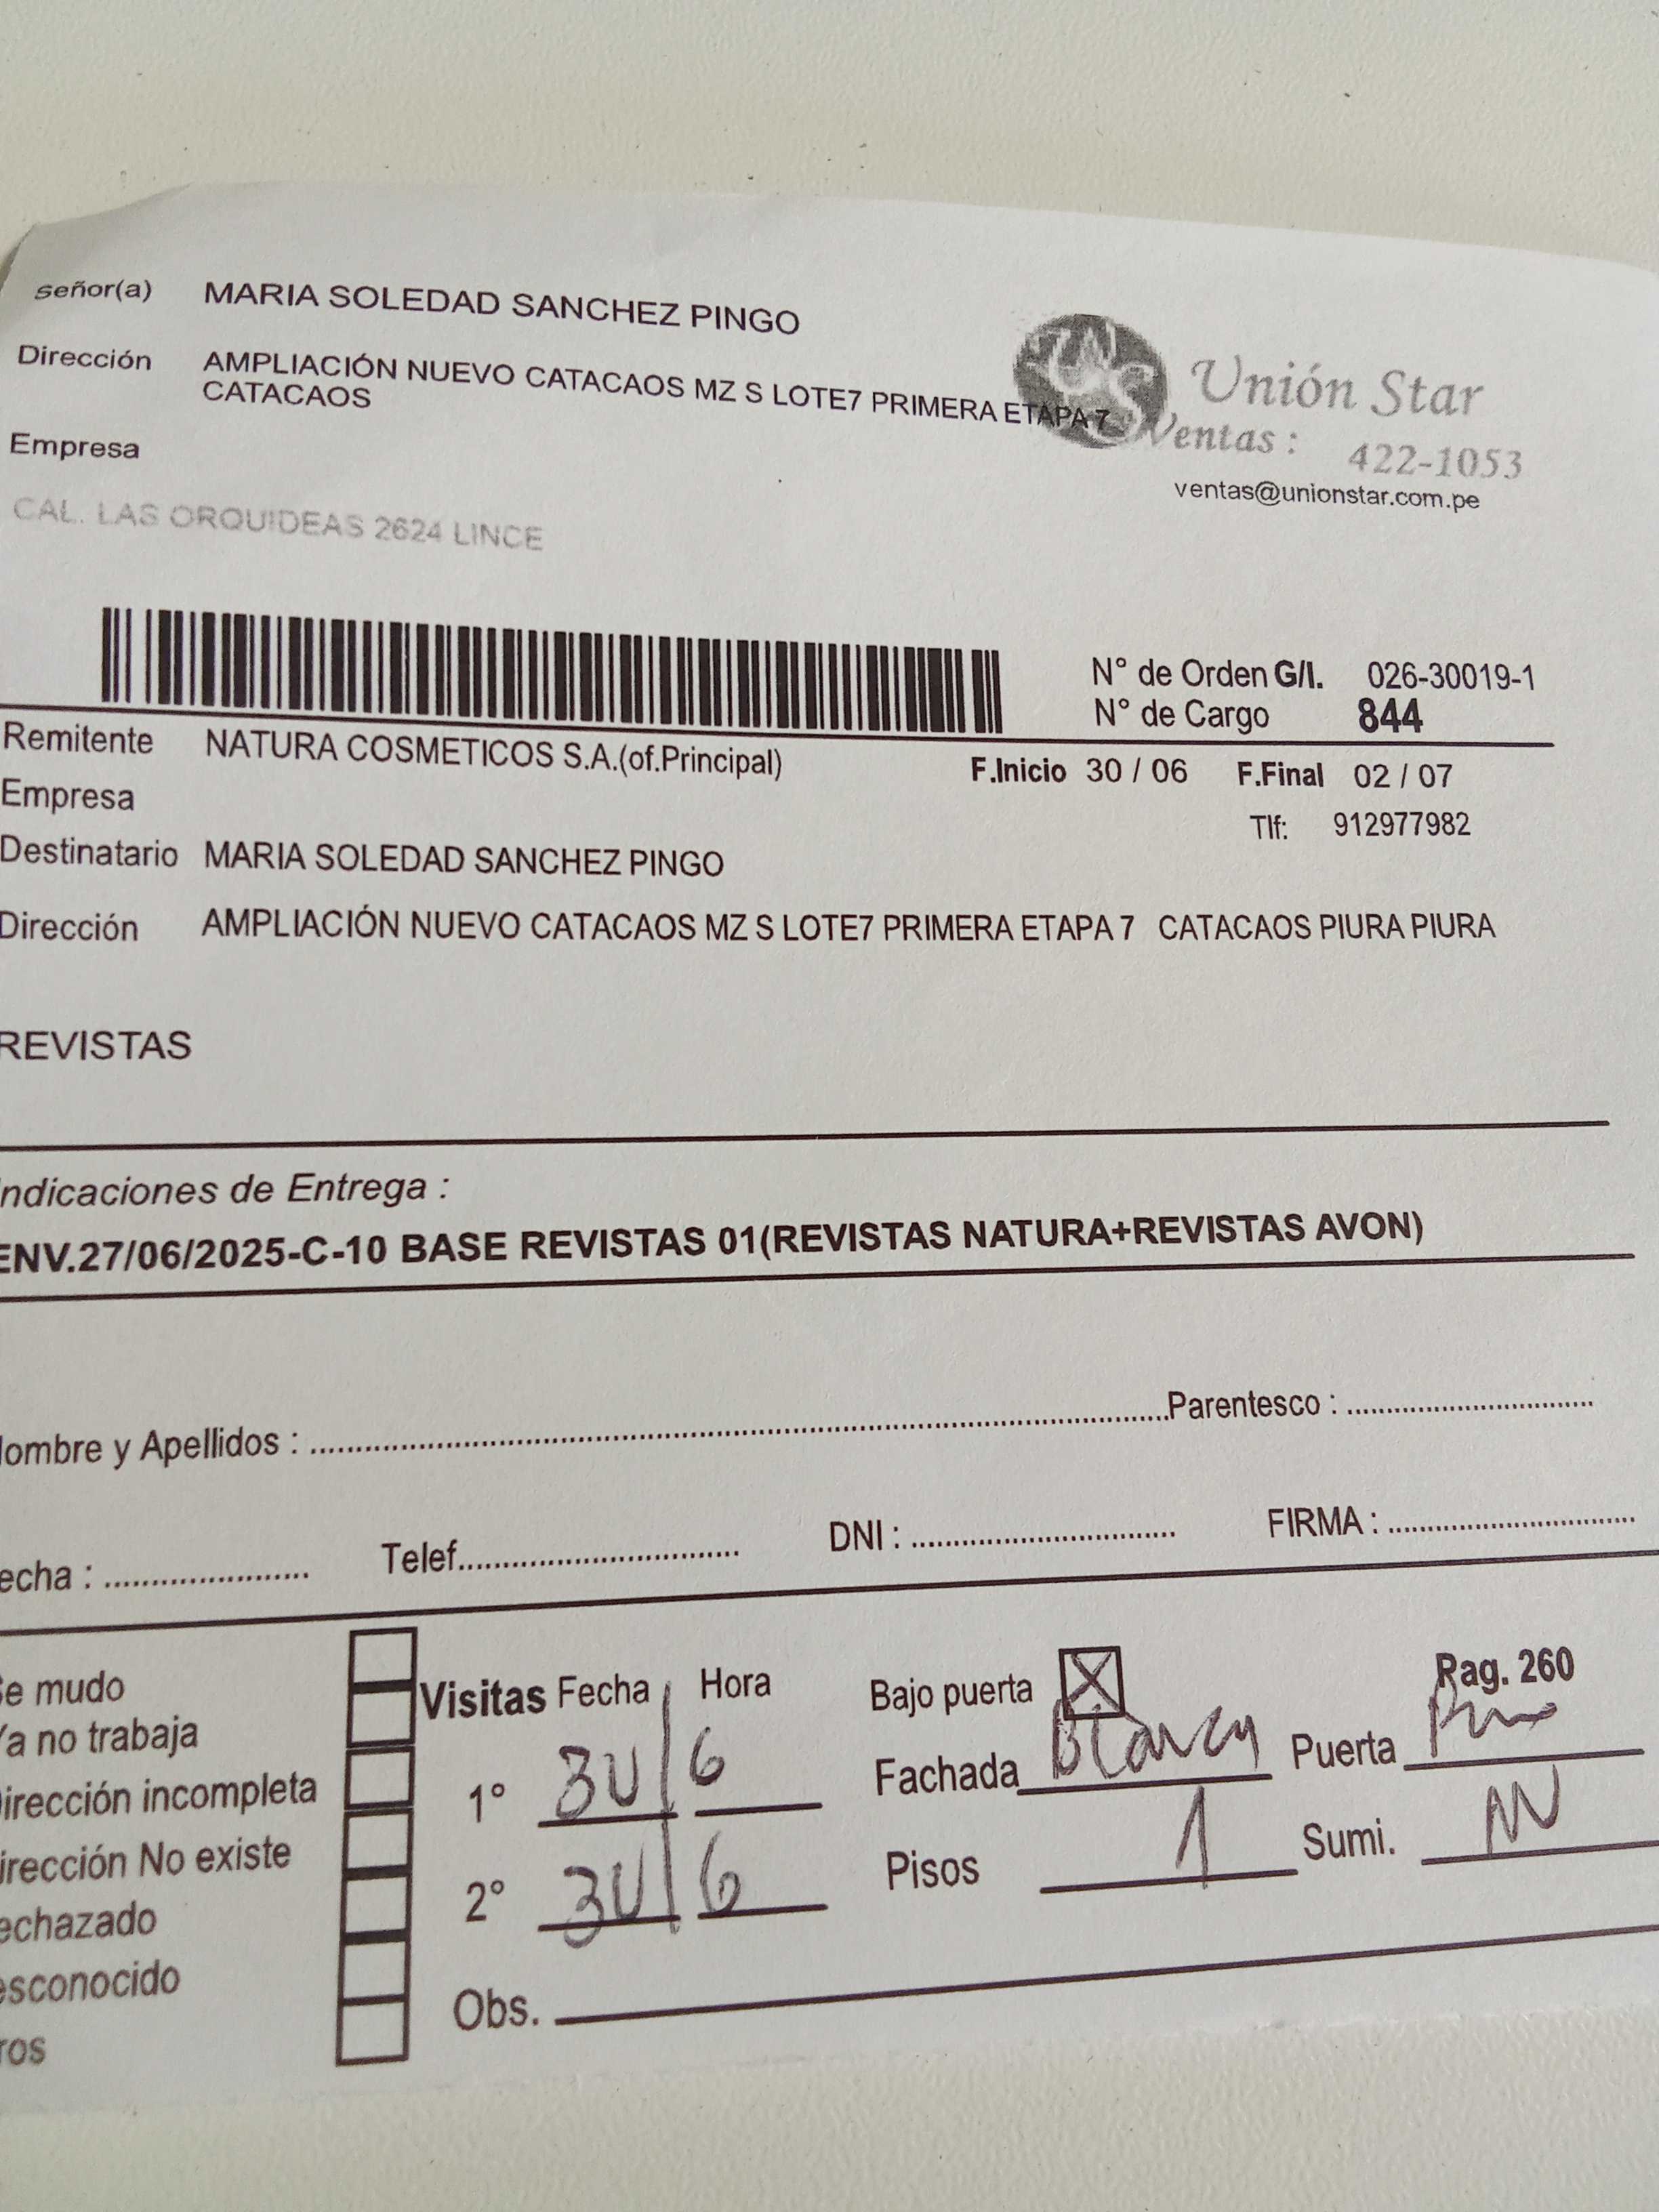 señor(a) MARIA SOLEDAD SANCHEZ PINGO
Dirección AMPLIACIÓN NUEVO CATACAOS MZ S LOTE7 PRIMERA ETAPA 7
CATACAOS
Unión Star
Ventas : 422-1053
ventas@unionstar.com.pe
Empresa
CAL. LAS ORQUIDEAS 2624 LINCE
N° de Orden G/I. 026-30019-1
N° de Cargo 844
Remitente NATURA COSMETICOS S.A.(of.Principal)
F.Inicio 30 / 06 F.Final 02 / 07
Empresa
Tlf: 912977982
Destinatario MARIA SOLEDAD SANCHEZ PINGO
Dirección AMPLIACIÓN NUEVO CATACAOS MZ S LOTE7 PRIMERA ETAPA 7 CATACAOS PIURA PIURA
REVISTAS
ndicaciones de Entrega :
ENV.27/06/2025-C-10 BASE REVISTAS 01(REVISTAS NATURA+REVISTAS AVON)
ombre y Apellidos : Parentesco :
echa : Telef. DNI : FIRMA :
e mudo
Ya no trabaja
irección incompleta
irección No existe
echazado
esconocido
ros
Visitas Fecha Hora
1° 30/6
2° 30/6
Obs.
Bajo puerta X Rag. 260
Fachada Blanca Puerta
Pisos 1 Sumi.